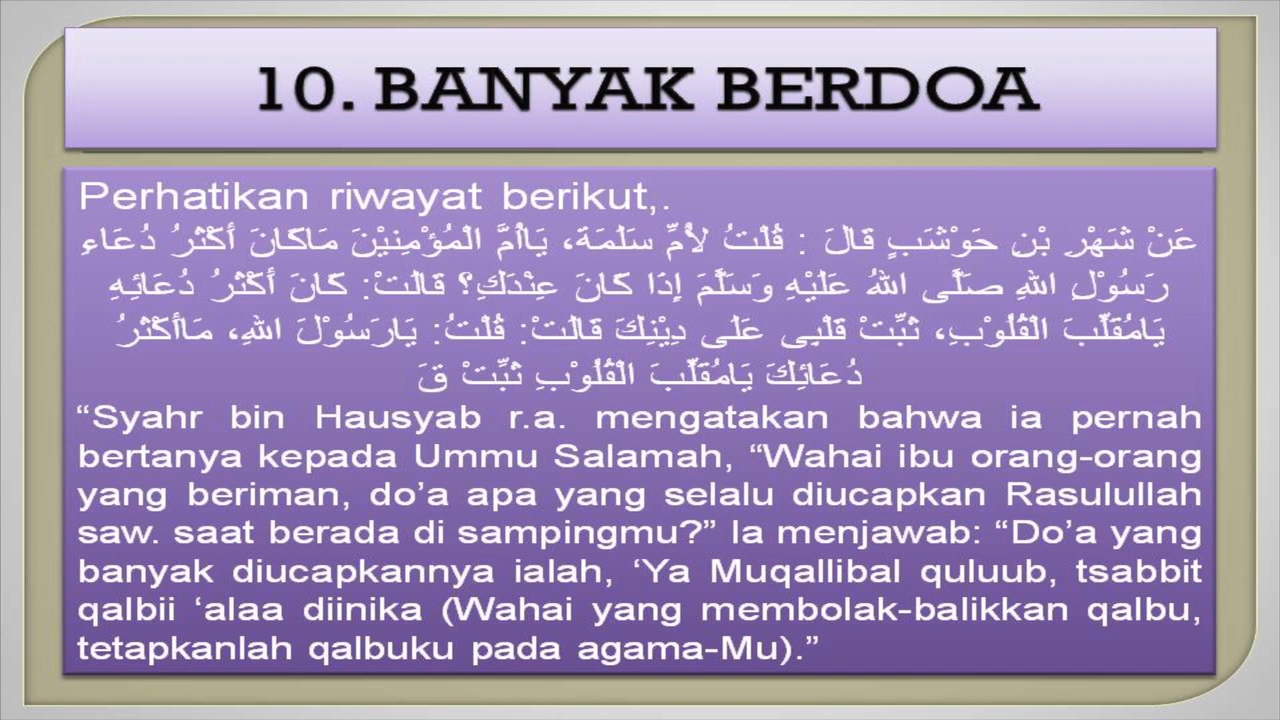 10. BANYAK BERDOA
Perhatikan riwayat berikut,.
عَنْ شَهْرِ بْنِ حَوْشَبٍ قَالَ : قُلْتُ لأُمِّ سَلَمَةَ، يَاأُمَّ الْمُؤْمِنِيْنَ مَاكَانَ أَكْثَرُ دُعَاءِ
رَسُوْلِ اللهِ صَلَّى اللهُ عَلَيْهِ وَسَلَّمَ إِذَا كَانَ عِنْدَكِ؟ قَالَتْ: كَانَ أَكْثَرُ دُعَائِهِ
يَامُقَلِّبَ الْقُلُوْبِ، ثَبِّتْ قَلْبِى عَلَى دِيْنِكَ قَالَتْ: قُلْتُ: يَارَسُوْلَ اللهِ، مَاأَكْثَرُ
دُعَائِكَ يَامُقَلِّبَ الْقُلُوْبِ ثَبِّتْ قَ
“Syahr bin Hausyab r.a. mengatakan bahwa ia pernah
bertanya kepada Ummu Salamah, “Wahai ibu orang-orang
yang beriman, do’a apa yang selalu diucapkan Rasulullah
saw. saat berada di sampingmu?” Ia menjawab: “Do’a yang
banyak diucapkannya ialah, ‘Ya Muqallibal quluub, tsabbit
qalbii ‘alaa diinika (Wahai yang membolak-balikkan qalbu,
tetapkanlah qalbuku pada agama-Mu).”